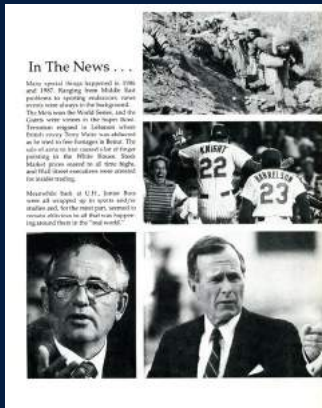 In The News . . .
Many special things happened in 1986
and 1987. Ranging from Middle East
problems to sporting endeavors, news
events were always in the background.
The Mets won the World Series, and the
Giants were victors in the Super Bowl.
Terrorism reigned in Lebanon where
British envoy Terry Waite was abducted
as he tried to free hostages in Beirut. The
sale of arms to Iran caused a lot of finger
pointing in the White House. Stock
Market prices soared to all time highs,
and Wall Street executives were arrested
for insider trading.
Meanwhile back at U.H., Junior Bucs
were all wrapped up in sports and/or
studies and, for the most part, seemed to
remain oblivious to all that was happen-
ing around them in the "real world."
KNIGHT
22
23